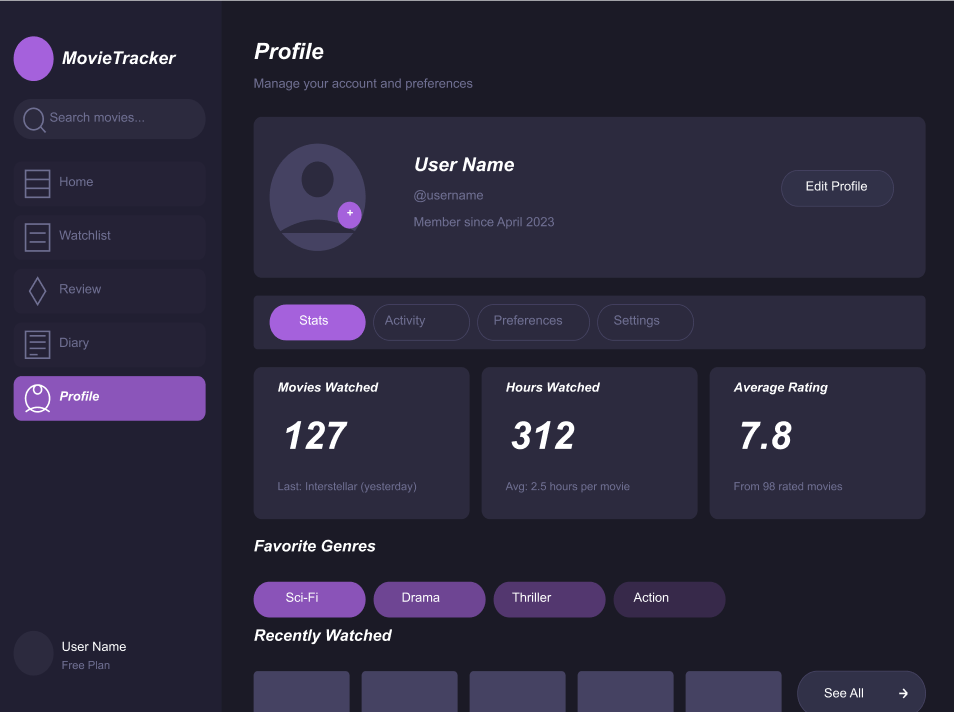 MovieTracker
Search movies...
Home
Watchlist
Review
Diary
Profile
User Name
Free Plan
Profile
Manage your account and preferences
+
User Name
@username
Member since April 2023
Edit Profile
Stats
Activity
Preferences
Settings
Movies Watched
127
Last: Interstellar (yesterday)
Hours Watched
312
Avg: 2.5 hours per movie
Average Rating
7.8
From 98 rated movies
Favorite Genres
Sci-Fi
Drama
Thriller
Action
Recently Watched
See All →